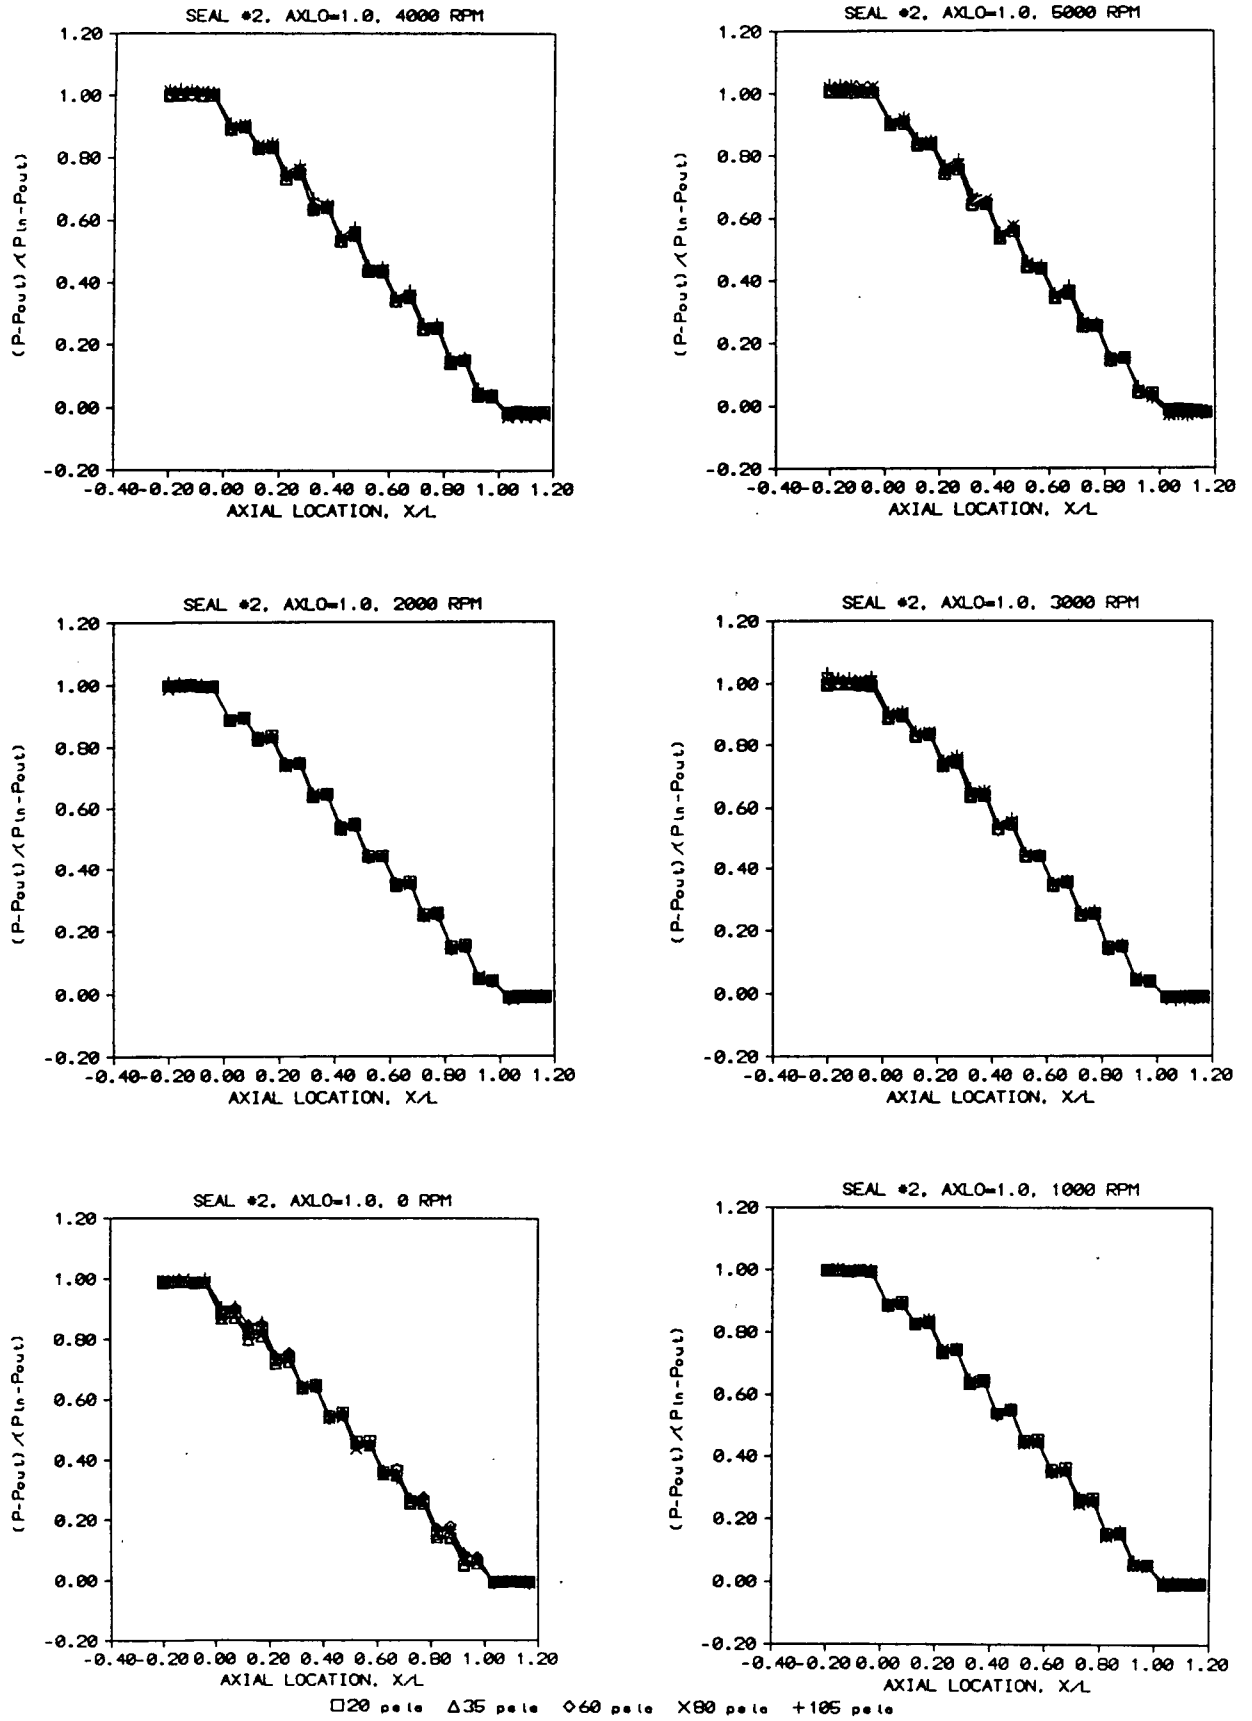 SEAL #2, AXLO=1.0, 4000 RPM
1.20
1.00
0.80
0.60
0.40
0.20
0.00
-0.20
(P-Pout)/(Pin-Pout)
-0.40-0.20 0.00 0.20 0.40 0.60 0.80 1.00 1.20
AXIAL LOCATION, X/L
SEAL #2, AXLO=1.0, 5000 RPM
1.20
1.00
0.80
0.60
0.40
0.20
0.00
-0.20
(P-Pout)/(Pin-Pout)
-0.40-0.20 0.00 0.20 0.40 0.60 0.80 1.00 1.20
AXIAL LOCATION, X/L
SEAL #2, AXLO=1.0, 2000 RPM
1.20
1.00
0.80
0.60
0.40
0.20
0.00
-0.20
(P-Pout)/(Pin-Pout)
-0.40-0.20 0.00 0.20 0.40 0.60 0.80 1.00 1.20
AXIAL LOCATION, X/L
SEAL #2, AXLO=1.0, 3000 RPM
1.20
1.00
0.80
0.60
0.40
0.20
0.00
-0.20
(P-Pout)/(Pin-Pout)
-0.40-0.20 0.00 0.20 0.40 0.60 0.80 1.00 1.20
AXIAL LOCATION, X/L
SEAL #2, AXLO=1.0, 0 RPM
1.20
1.00
0.80
0.60
0.40
0.20
0.00
-0.20
(P-Pout)/(Pin-Pout)
-0.40-0.20 0.00 0.20 0.40 0.60 0.80 1.00 1.20
AXIAL LOCATION, X/L
SEAL #2, AXLO=1.0, 1000 RPM
1.20
1.00
0.80
0.60
0.40
0.20
0.00
-0.20
(P-Pout)/(Pin-Pout)
-0.40-0.20 0.00 0.20 0.40 0.60 0.80 1.00 1.20
AXIAL LOCATION, X/L
□20 psia △35 psia ◇60 psia X80 psia +105 psia